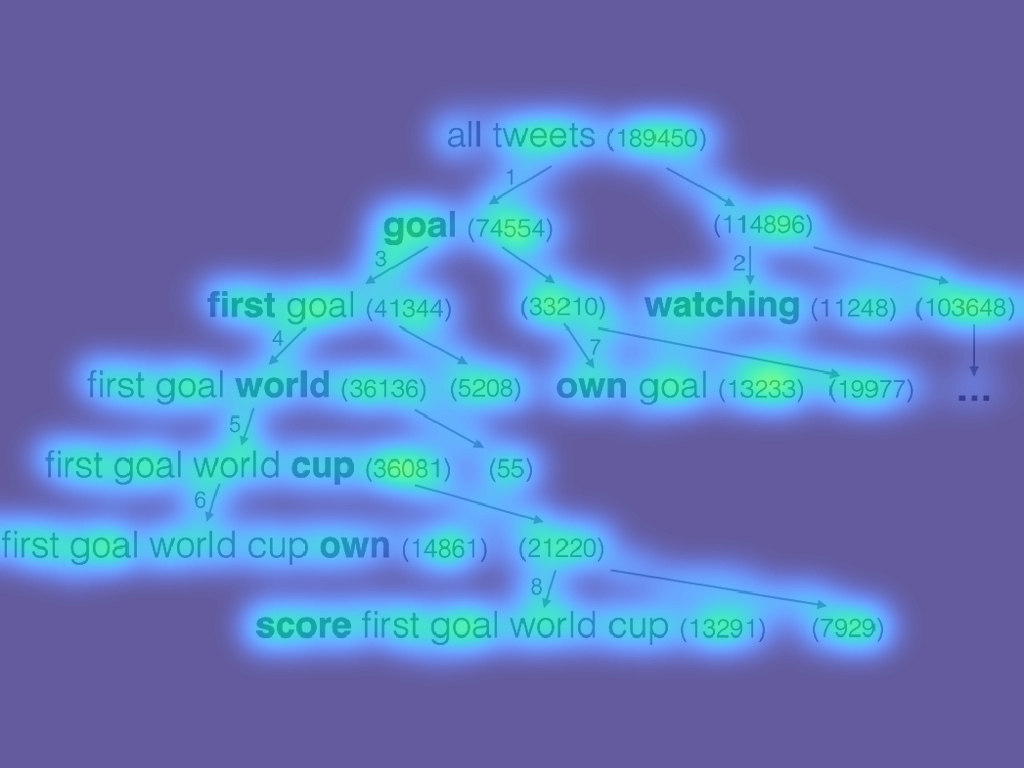 all tweets (189450)
1
goal (74554) (114896)
3 2
first goal (41344) (33210) watching (11248) (103648)
4 7
first goal world (36136) (5208) own goal (13233) (19977) ...
5
first goal world cup (36081) (55)
6
first goal world cup own (14861) (21220)
8
score first goal world cup (13291) (7929)